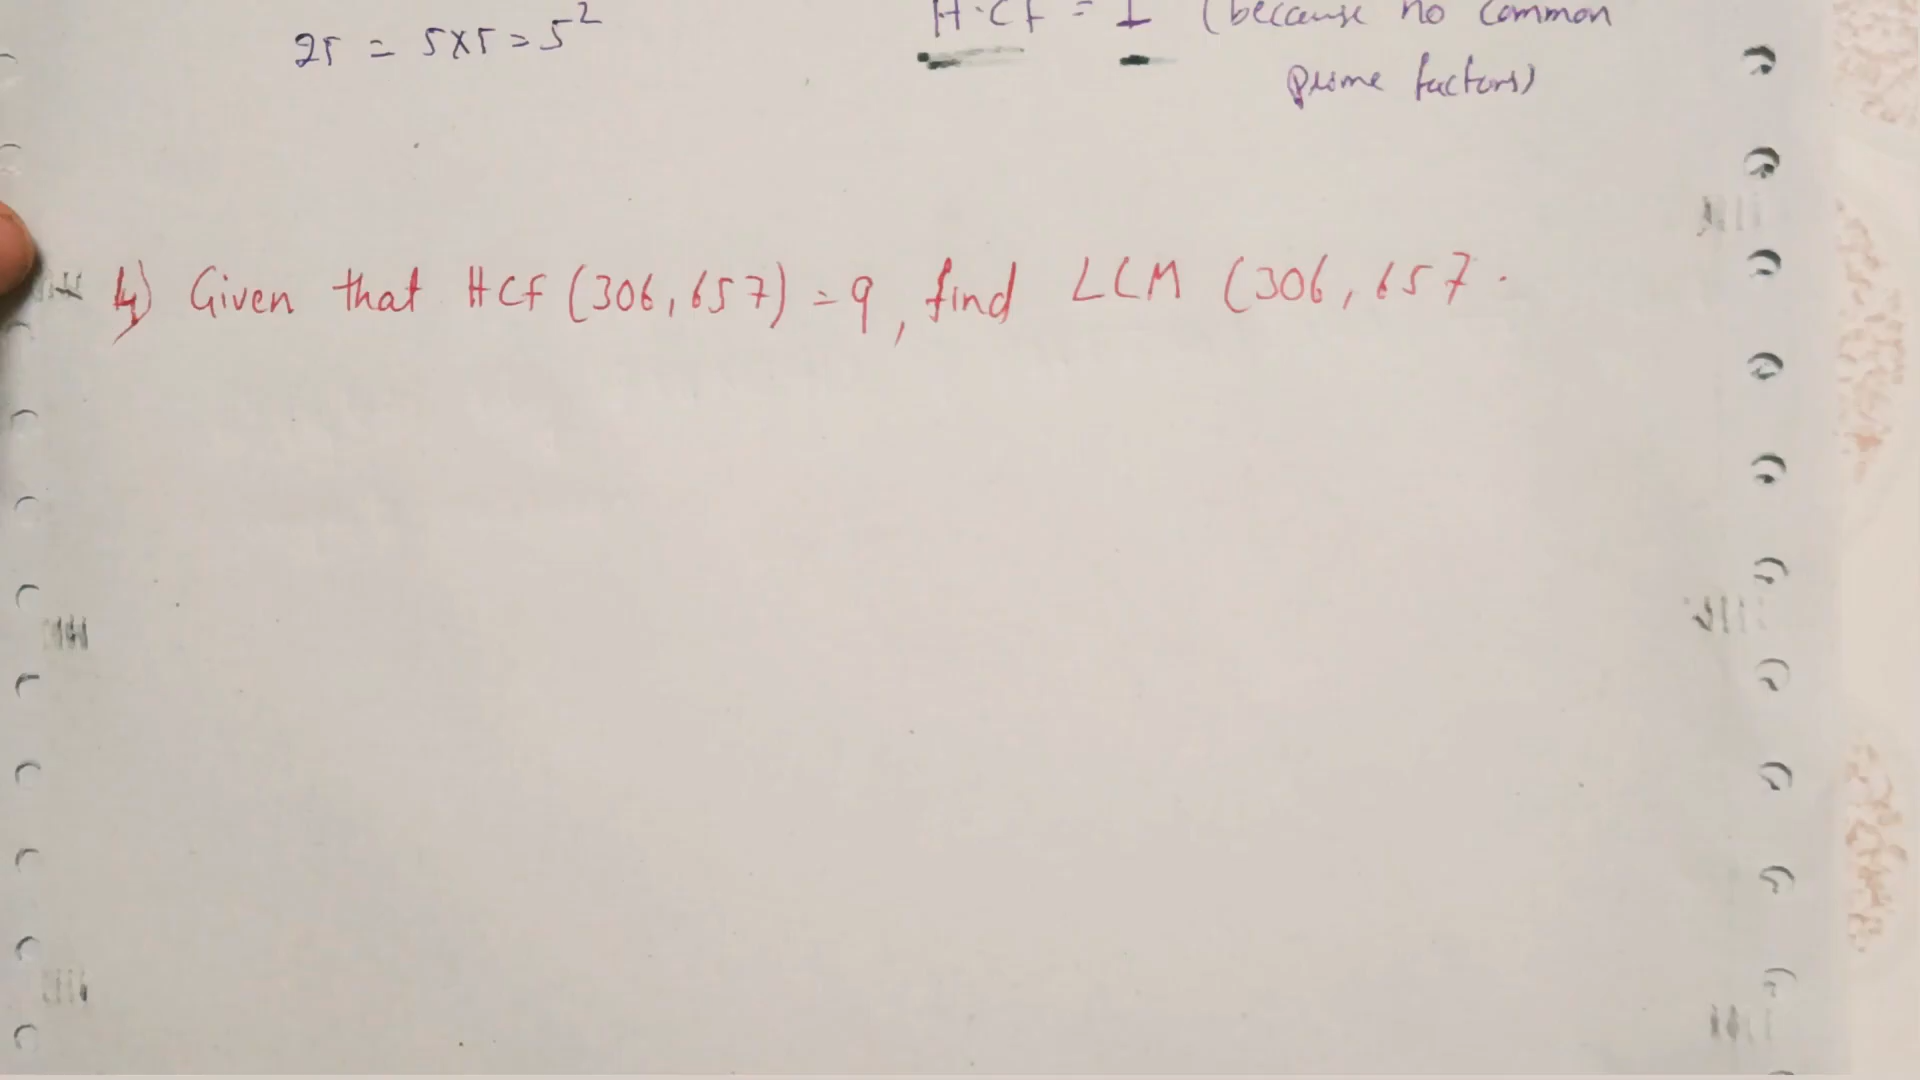 25 = 5×5 = 5²
H.CF = 1 (because no common
prime factors)
4) Given that HCF (306, 657) = 9, find LCM (306, 657.